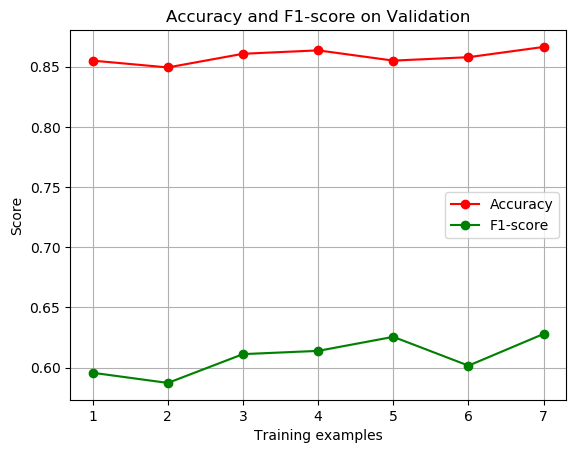 Accuracy and F1-score on Validation
0.85
0.80
0.75
0.70
0.65
0.60
Score
Accuracy
F1-score
1 2 3 4 5 6 7
Training examples